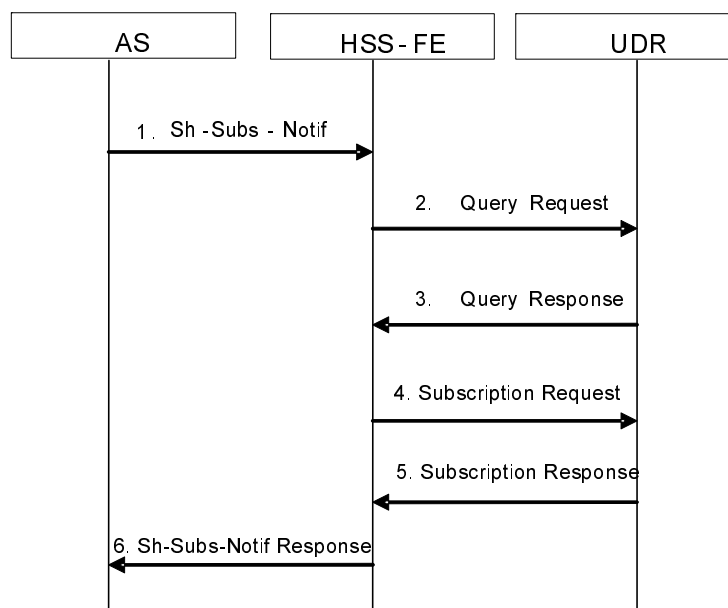 AS
HSS-FE
UDR
1. Sh-Subs-Notif
2. Query Request
3. Query Response
4. Subscription Request
5. Subscription Response
6. Sh-Subs-Notif Response